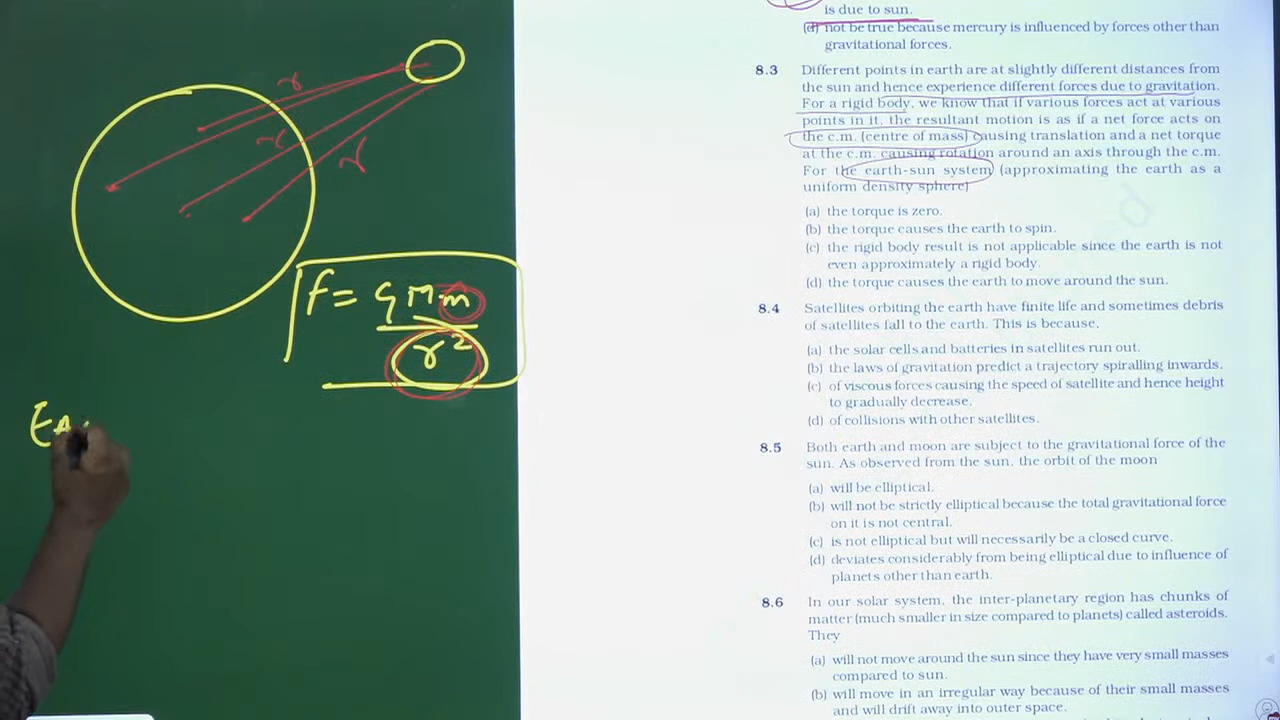 r
r
r
F = GMm
r²
Ea
is due to sun.
(d) not be true because mercury is influenced by forces other than
gravitational forces.
8.3 Different points in earth are at slightly different distances from
the sun and hence experience different forces due to gravitation.
For a rigid body, we know that if various forces act at various
points in it, the resultant motion is as if a net force acts on
the c.m. (centre of mass) causing translation and a net torque
at the c.m. causing rotation around an axis through the c.m.
For the earth-sun system (approximating the earth as a
uniform density sphere)
(a) the torque is zero.
(b) the torque causes the earth to spin.
(c) the rigid body result is not applicable since the earth is not
even approximately a rigid body.
(d) the torque causes the earth to move around the sun.
8.4 Satellites orbiting the earth have finite life and sometimes debris
of satellites fall to the earth. This is because,
(a) the solar cells and batteries in satellites run out.
(b) the laws of gravitation predict a trajectory spiralling inwards.
(c) of viscous forces causing the speed of satellite and hence height
to gradually decrease.
(d) of collisions with other satellites.
8.5 Both earth and moon are subject to the gravitational force of the
sun. As observed from the sun, the orbit of the moon
(a) will be elliptical.
(b) will not be strictly elliptical because the total gravitational force
on it is not central.
(c) is not elliptical but will necessarily be a closed curve.
(d) deviates considerably from being elliptical due to influence of
planets other than earth.
8.6 In our solar system, the inter-planetary region has chunks of
matter (much smaller in size compared to planets) called asteroids.
They
(a) will not move around the sun since they have very small masses
compared to sun.
(b) will move in an irregular way because of their small masses
and will drift away into outer space.